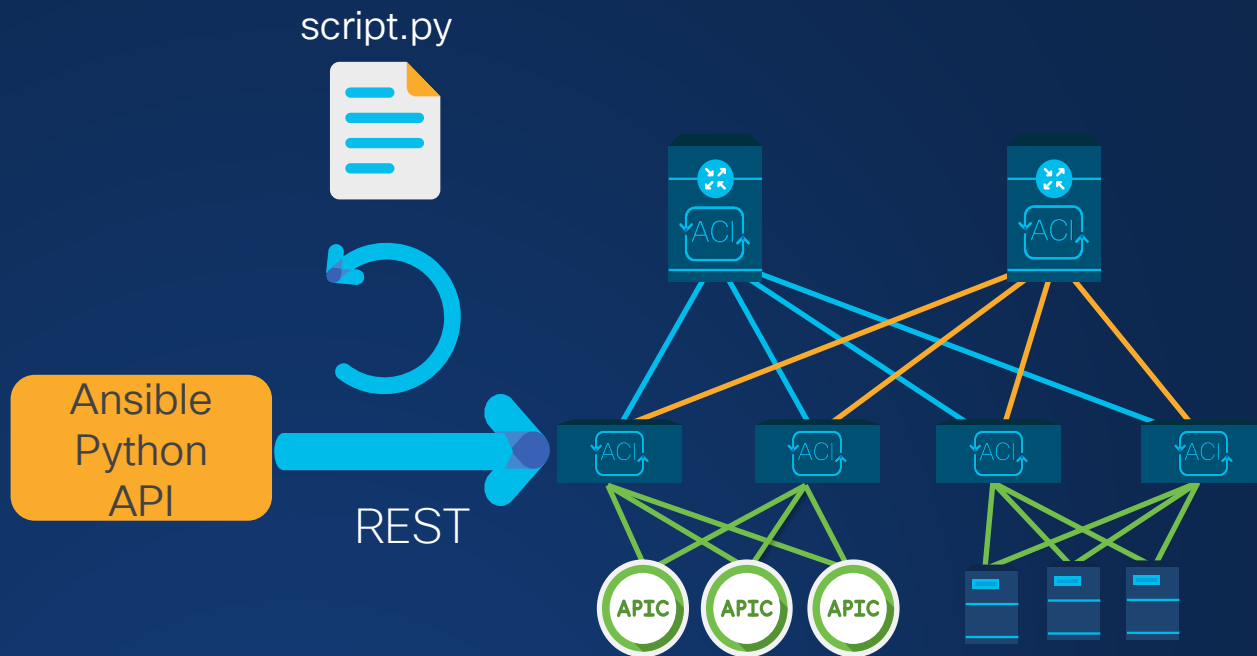 script.py
ACI
ACI
Ansible
Python
API
REST
ACI
ACI
ACI
ACI
APIC
APIC
APIC